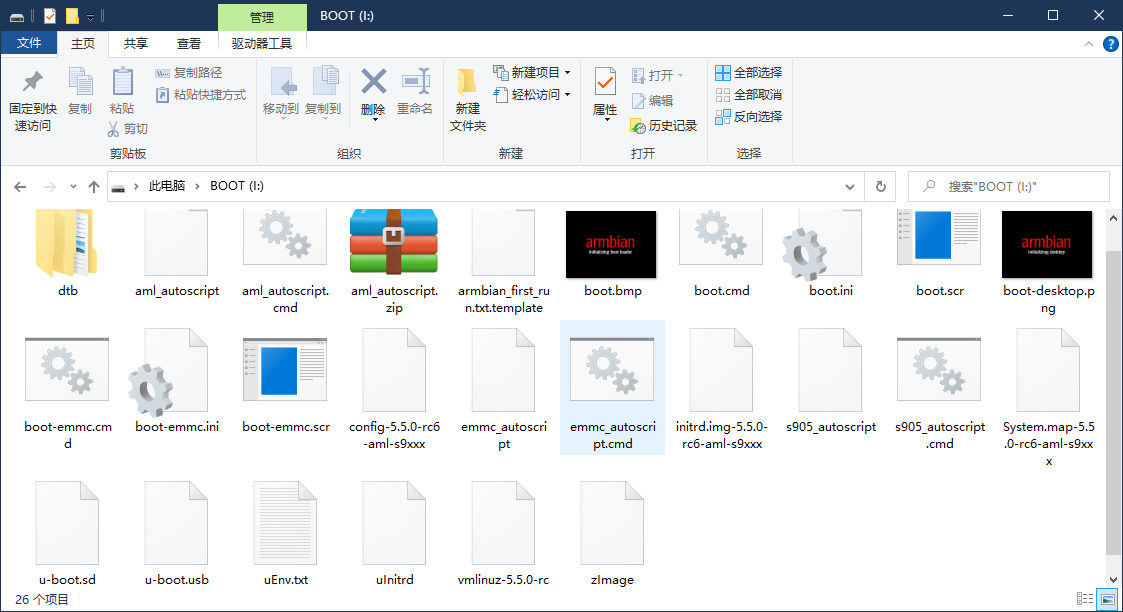 管理
BOOT (I:)
文件
主页
共享
查看
驱动器工具
固定到快
速访问
复制
粘贴
复制路径
粘贴快捷方式
剪切
剪贴板
移动到
复制到
删除
重命名
组织
新建
文件夹
新建项目
轻松访问
新建
属性
打开
编辑
历史记录
打开
全部选择
全部取消
反向选择
选择
此电脑
BOOT (I:)
搜索"BOOT (I:)"
armbian
initializing boot loader
armbian
initializing desktop
dtb
aml_autoscript
aml_autoscript.
cmd
aml_autoscript.
zip
armbian_first_ru
n.txt.template
boot.bmp
boot.cmd
boot.ini
boot.scr
boot-desktop.p
ng
boot-emmc.cm
d
boot-emmc.ini
boot-emmc.scr
config-5.5.0-rc6
-aml-s9xxx
emmc_autoscri
pt
emmc_autoscri
pt.cmd
initrd.img-5.5.0-
rc6-aml-s9xxx
s905_autoscript
s905_autoscript
.cmd
System.map-5.5
.0-rc6-aml-s9xx
x
u-boot.sd
u-boot.usb
uEnv.txt
uInitrd
vmlinuz-5.5.0-rc
zImage
26 个项目